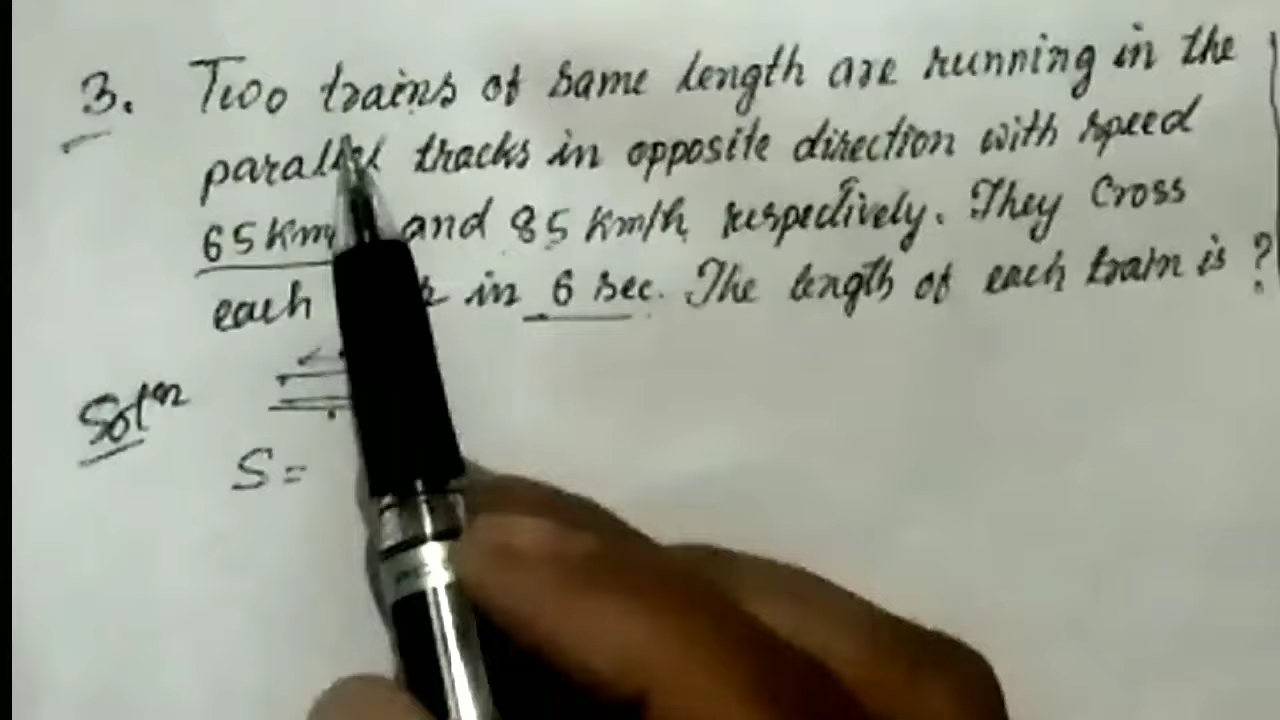 3. Two trains of same length are running in the
parallel tracks in opposite direction with speed
65 Km and 85 Km/h respectively. They Cross
each in 6 sec. The length of each train is ?
Soln
S =